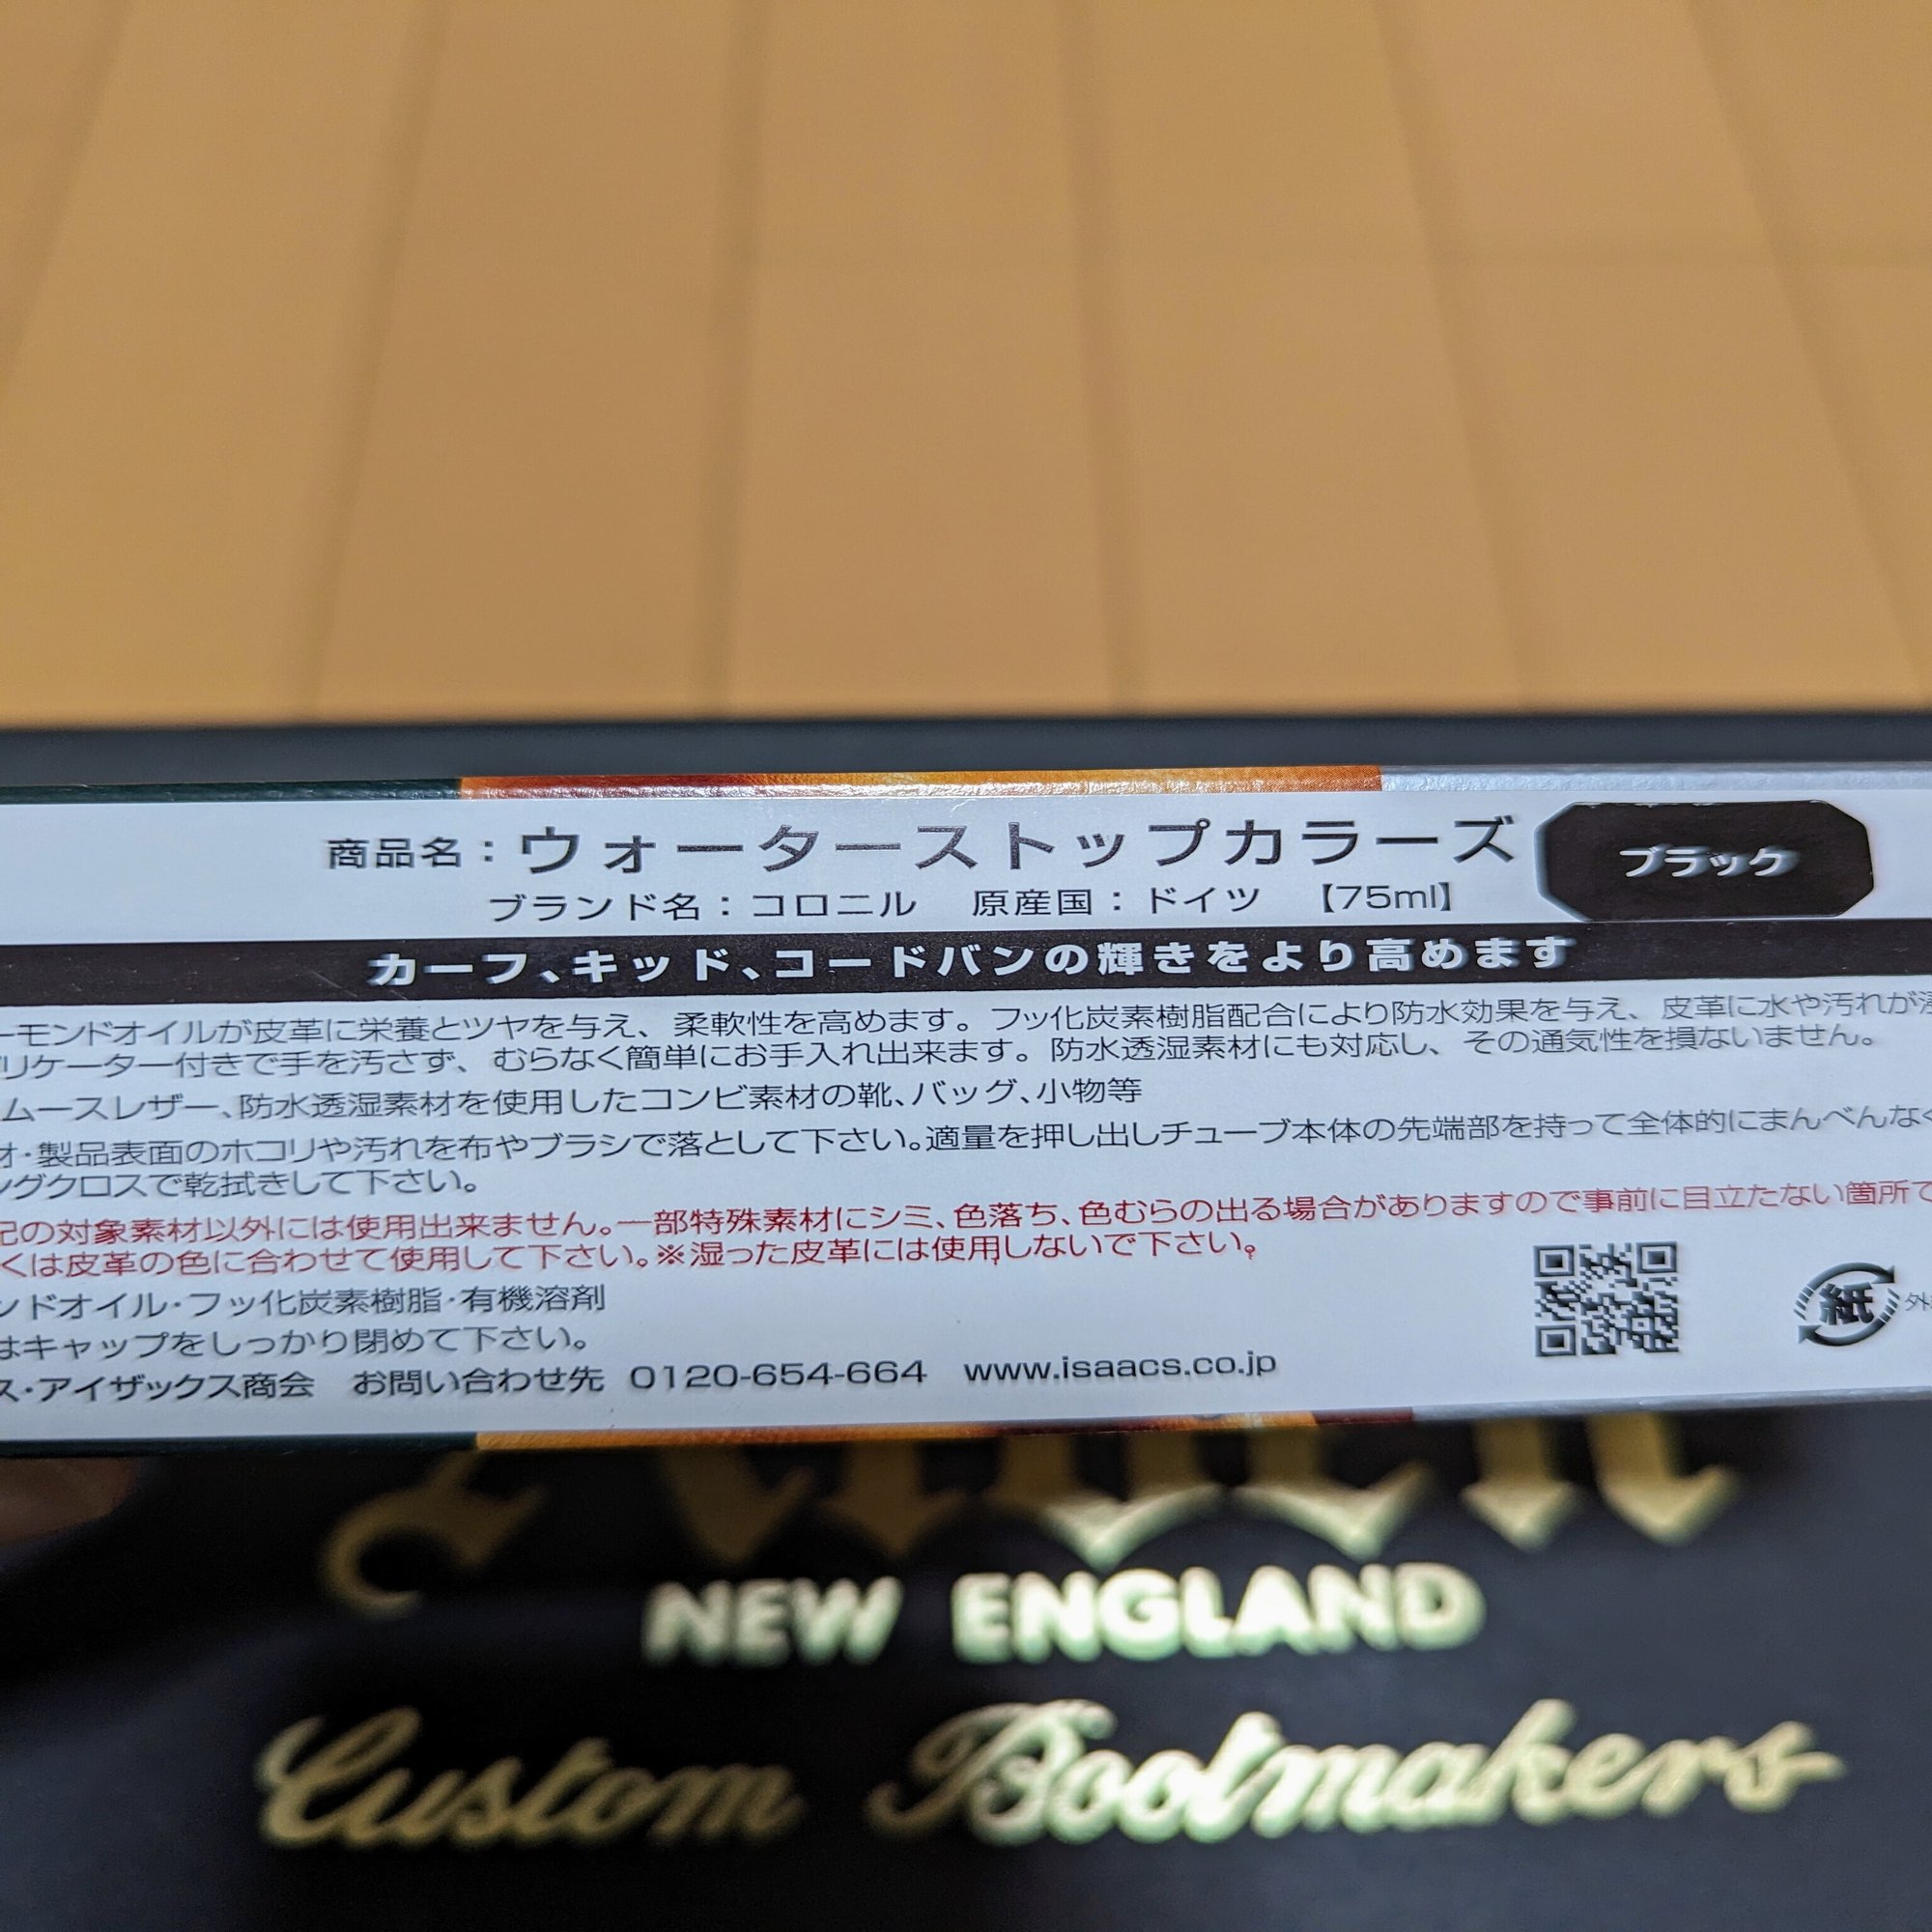 商品名：ウォーターストップカラーズ
ブラック
ブランド名：コロニル　原産国：ドイツ　【75ml】
カーフ、キッド、コードバンの輝きをより高めます
ーモンドオイルが皮革に栄養とツヤを与え、柔軟性を高めます。フッ化炭素樹脂配合により防水効果を与え、皮革に水や汚れが
リケーター付きで手を汚さず、むらなく簡単にお手入れ出来ます。防水透湿素材にも対応し、その通気性を損ないません。
ムースレザー、防水透湿素材を使用したコンビ素材の靴、バッグ、小物等
・製品表面のホコリや汚れを布やブラシで落として下さい。適量を押し出しチューブ本体の先端部を持って全体的にまんべんなく
ングクロスで乾拭きして下さい。
記の対象素材以外には使用出来ません。一部特殊素材にシミ、色落ち、色むらの出る場合がありますので事前に目立たない箇所で
くは皮革の色に合わせて使用して下さい。※湿った皮革には使用しないで下さい。
ンドオイル・フッ化炭素樹脂・有機溶剤
はキャップをしっかり閉めて下さい。
紙
外
ス・アイザックス商会　お問い合わせ先　0120-654-664　www.isaacs.co.jp
NEW ENGLAND
Custom Bootmakers